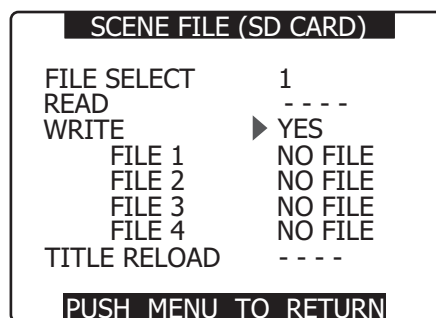 SCENE FILE (SD CARD)
FILE SELECT 1
READ - - - -
WRITE ▶ YES
FILE 1 NO FILE
FILE 2 NO FILE
FILE 3 NO FILE
FILE 4 NO FILE
TITLE RELOAD - - - -
PUSH MENU TO RETURN